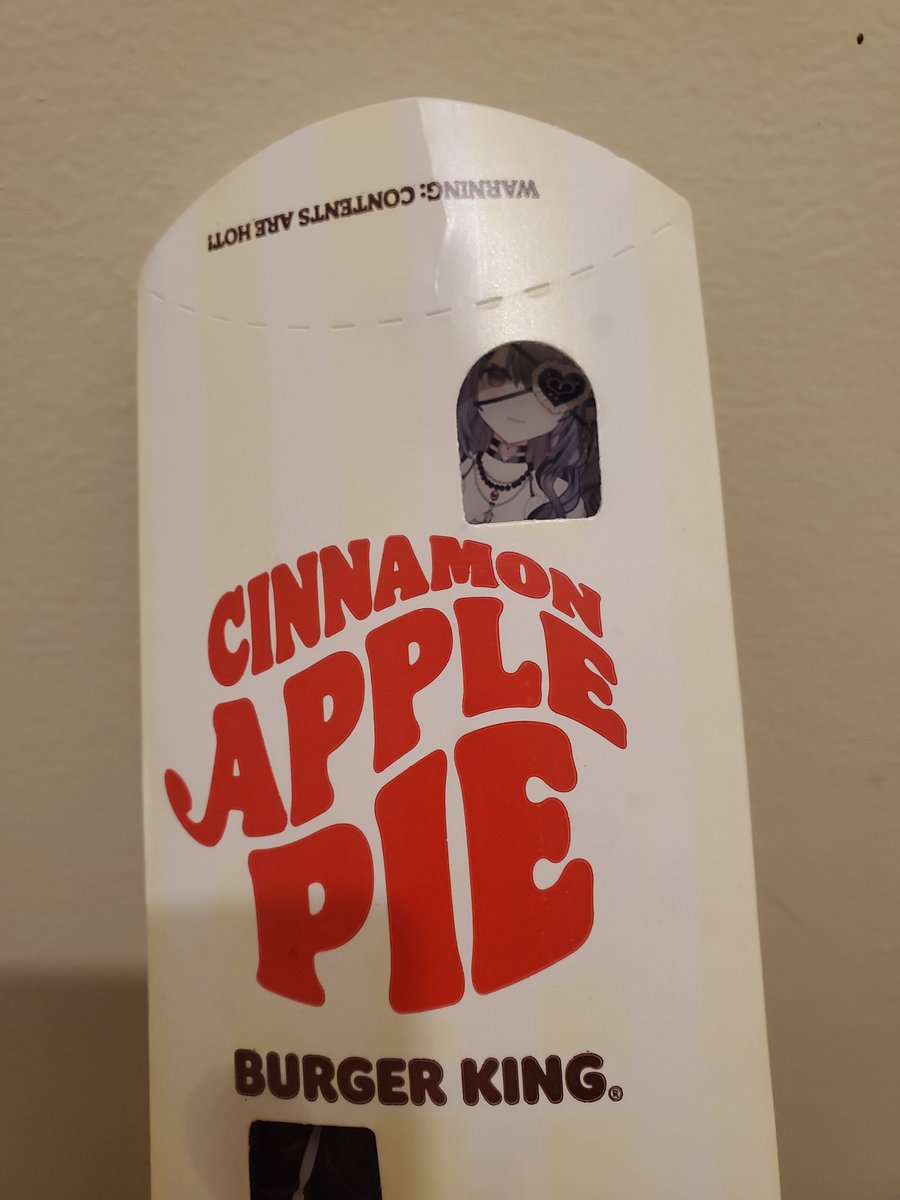 WARNING: CONTENTS ARE HOT!
CINNAMON
APPLE
PIE
BURGER KING®